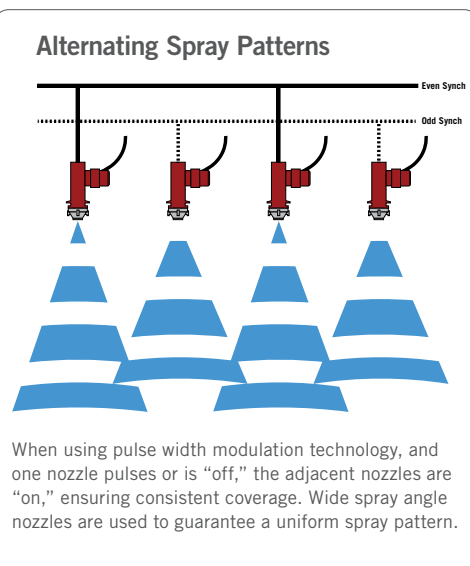 Alternating Spray Patterns
Even Synch
Odd Synch
When using pulse width modulation technology, and
one nozzle pulses or is “off,” the adjacent nozzles are
“on,” ensuring consistent coverage. Wide spray angle
nozzles are used to guarantee a uniform spray pattern.